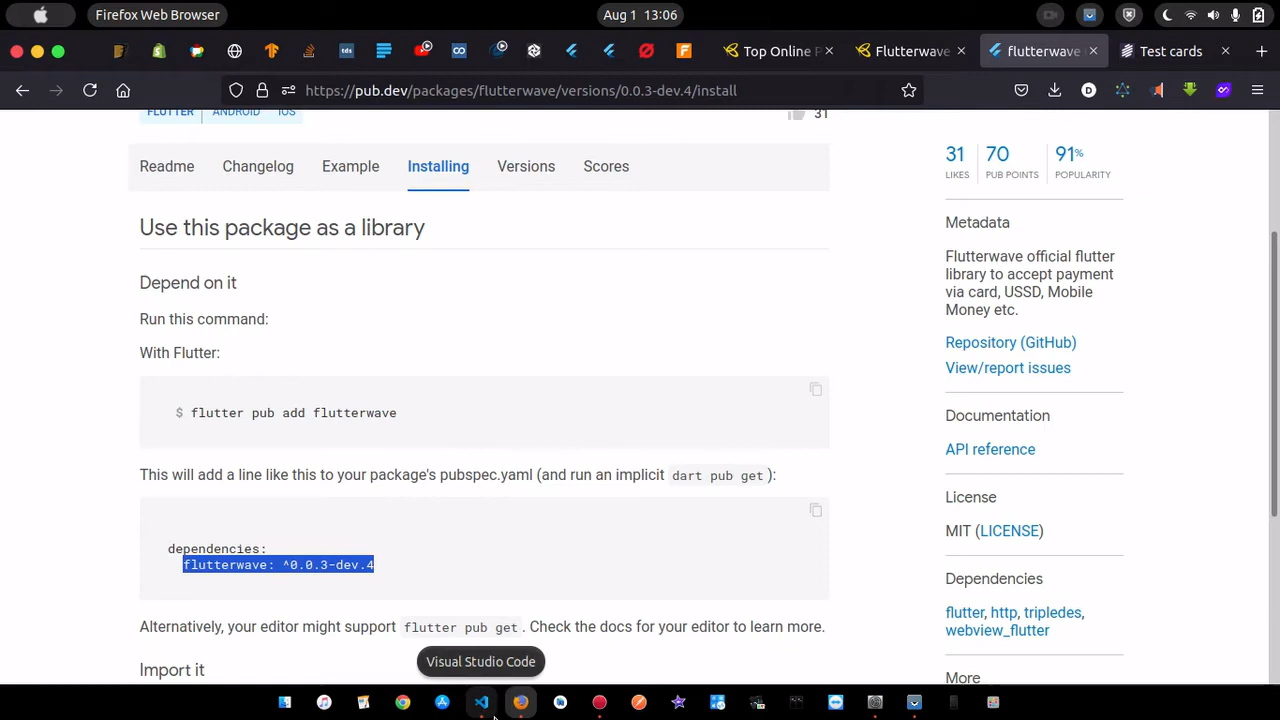 Firefox Web Browser
Aug 1 13:06
tds
Top Online P
Flutterwave
Flutterwave
Test cards
https://pub.dev/packages/flutterwave/versions/0.0.3-dev.4/install
FLUTTER ANDROID IOS
31
Readme Changelog Example Installing Versions Scores
Use this package as a library
Depend on it
Run this command:
With Flutter:
$ flutter pub add flutterwave
This will add a line like this to your package's pubspec.yaml (and run an implicit dart pub get ):
dependencies:
flutterwave: ^0.0.3-dev.4
Alternatively, your editor might support flutter pub get . Check the docs for your editor to learn more.
Import it
31 70 91%
LIKES PUB POINTS POPULARITY
Metadata
Flutterwave official flutter
library to accept payment
via card, USSD, Mobile
Money etc.
Repository (GitHub)
View/report issues
Documentation
API reference
License
MIT (LICENSE)
Dependencies
flutter, http, tripledes,
webview_flutter
More
Visual Studio Code